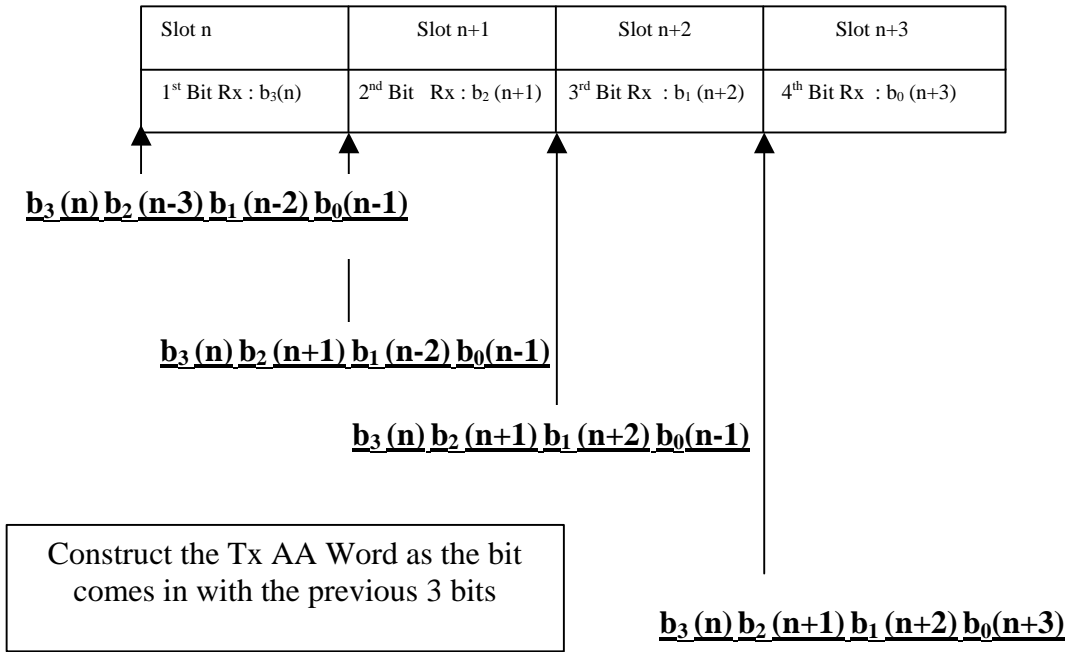 Slot n Slot n+1 Slot n+2 Slot n+3
1st Bit Rx : b3(n) 2nd Bit Rx : b2 (n+1) 3rd Bit Rx : b1 (n+2) 4th Bit Rx : b0 (n+3)
b3 (n) b2 (n-3) b1 (n-2) b0(n-1)
b3 (n) b2 (n+1) b1 (n-2) b0(n-1)
b3 (n) b2 (n+1) b1 (n+2) b0(n-1)
Construct the Tx AA Word as the bit
comes in with the previous 3 bits
b3 (n) b2 (n+1) b1 (n+2) b0(n+3)